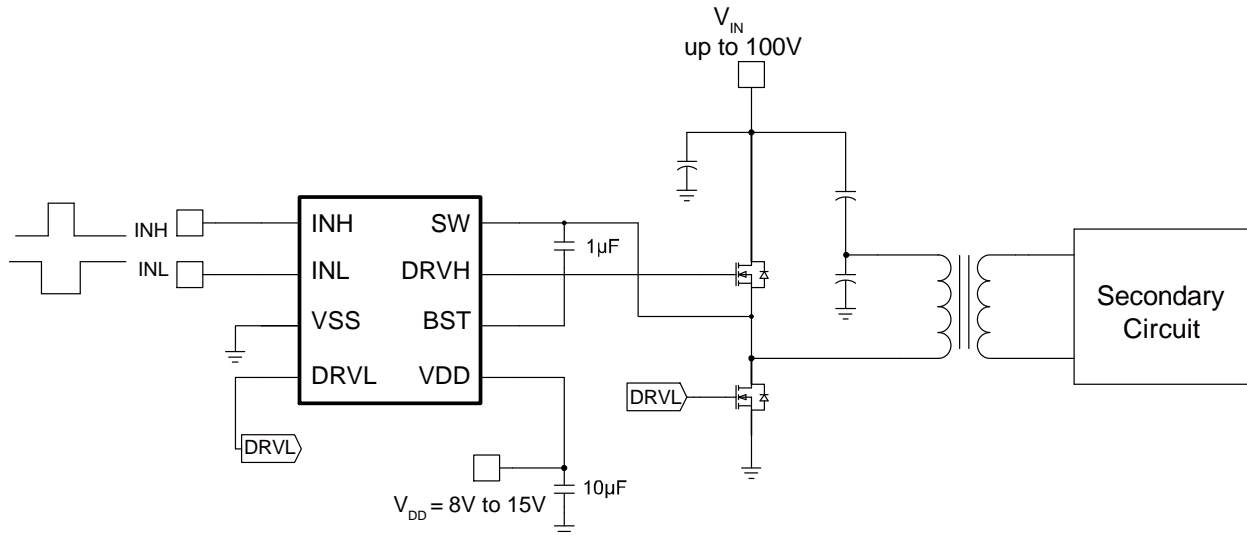 V_IN
up to 100V
INH
INL
INH
INL
VSS
DRVL
SW
DRVH
BST
VDD
1µF
DRVL
DRVL
V_DD = 8V to 15V
10µF
Secondary
Circuit